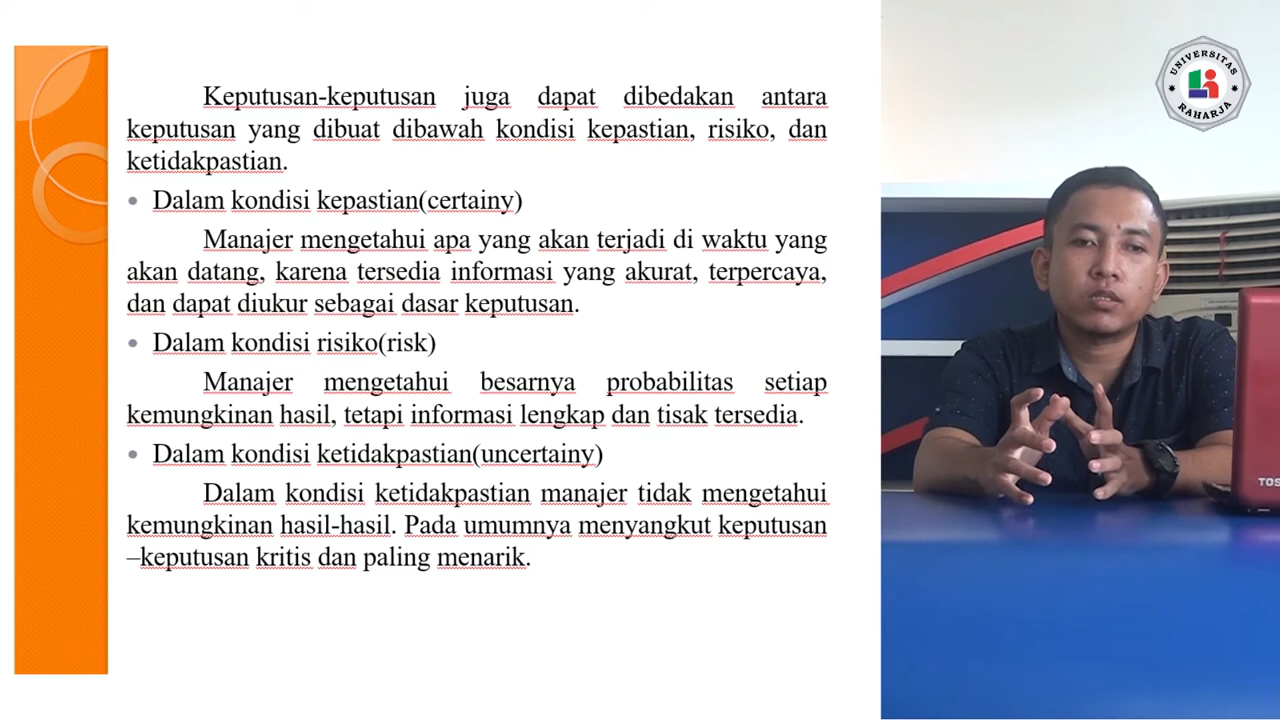 Keputusan-keputusan juga dapat dibedakan antara
keputusan yang dibuat dibawah kondisi kepastian, risiko, dan
ketidakpastian.
Dalam kondisi kepastian(certainy)
Manajer mengetahui apa yang akan terjadi di waktu yang
akan datang, karena tersedia informasi yang akurat, terpercaya,
dan dapat diukur sebagai dasar keputusan.
Dalam kondisi risiko(risk)
Manajer mengetahui besarnya probabilitas setiap
kemungkinan hasil, tetapi informasi lengkap dan tisak tersedia.
Dalam kondisi ketidakpastian(uncertainy)
Dalam kondisi ketidakpastian manajer tidak mengetahui
kemungkinan hasil-hasil. Pada umumnya menyangkut keputusan
–keputusan kritis dan paling menarik.
UNIVERSITAS
RAHARJA
TOS